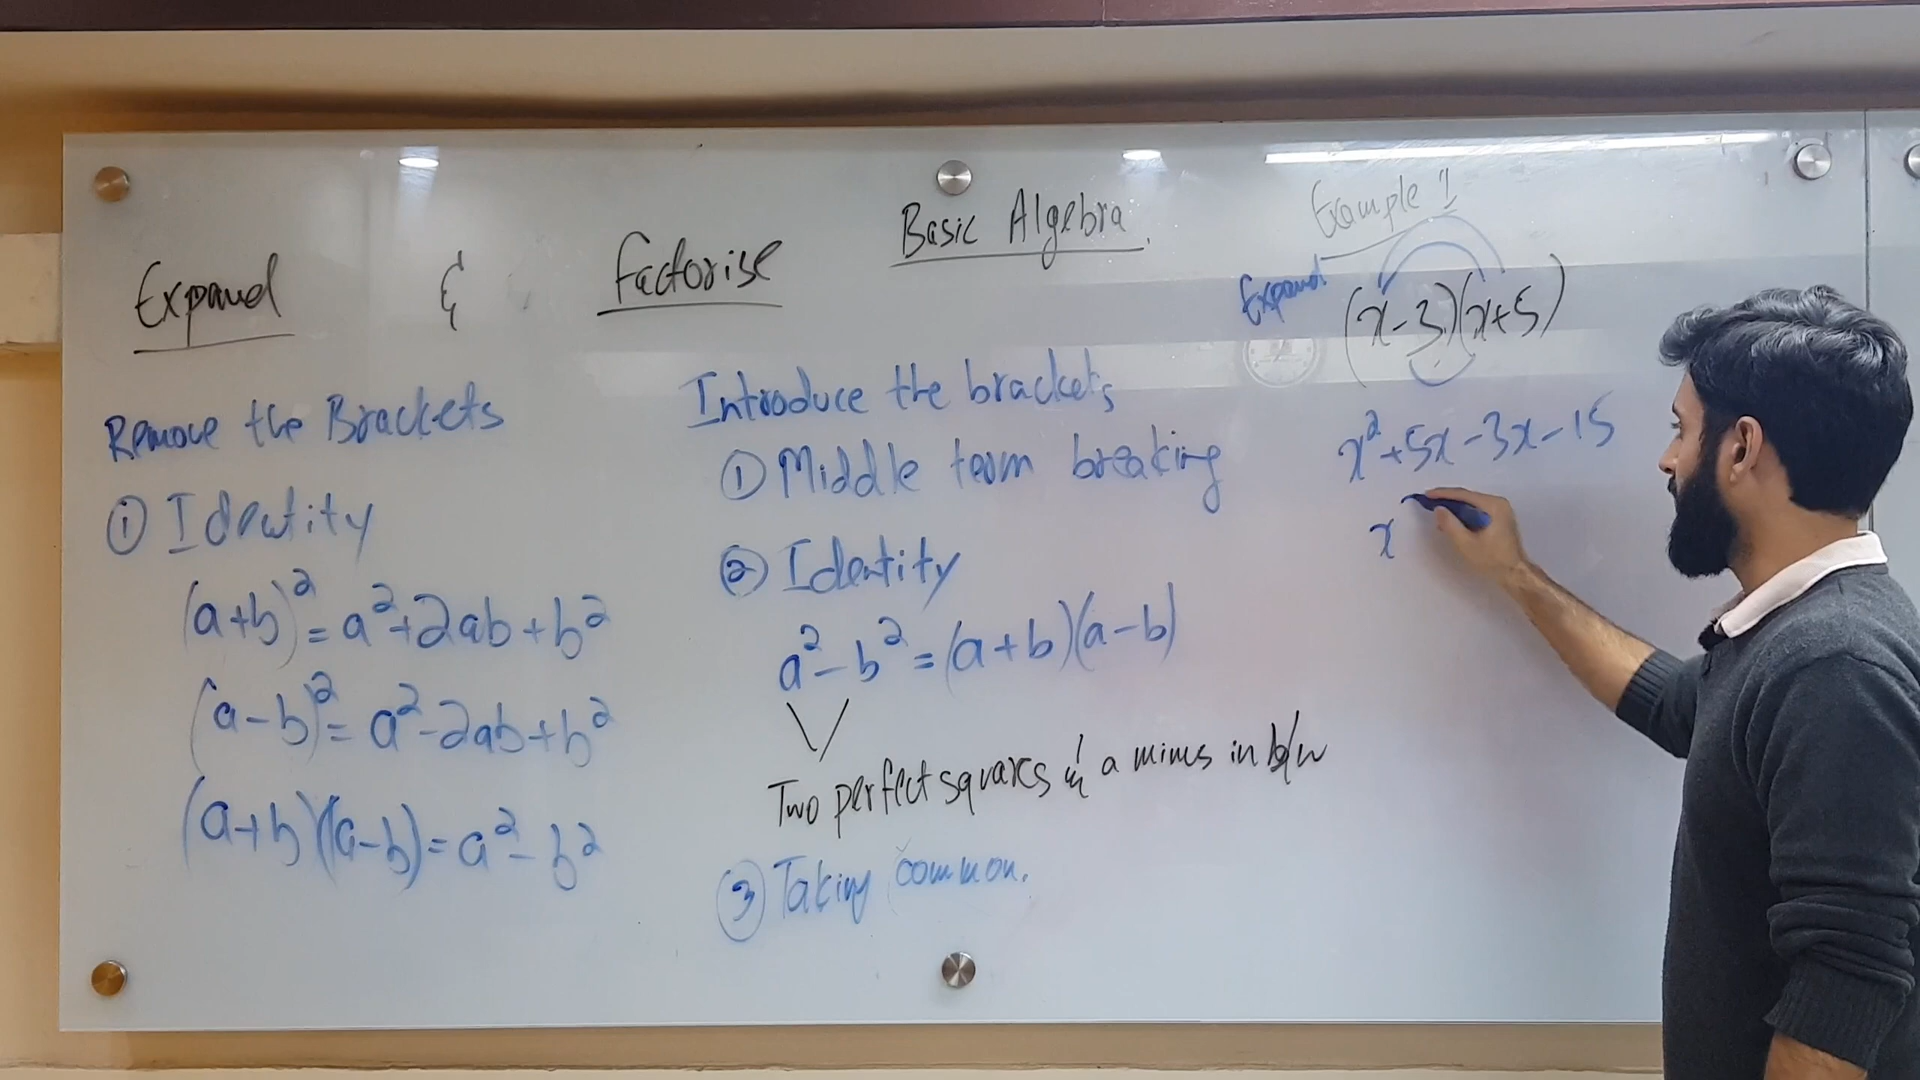 Basic Algebra.
Expand & Factorise
Remove the Brackets
① Identity
(a+b)² = a²+2ab+b²
(a-b)² = a²-2ab+b²
(a+b)(a-b) = a²-b²
Introduce the brackets
① Middle term breaking
② Identity
a²-b² = (a+b)(a-b)
Two perfect squares & a minus in b/w
③ Taking common.
Example 1
Expand (x-3)(x+5)
x²+5x-3x-15
x